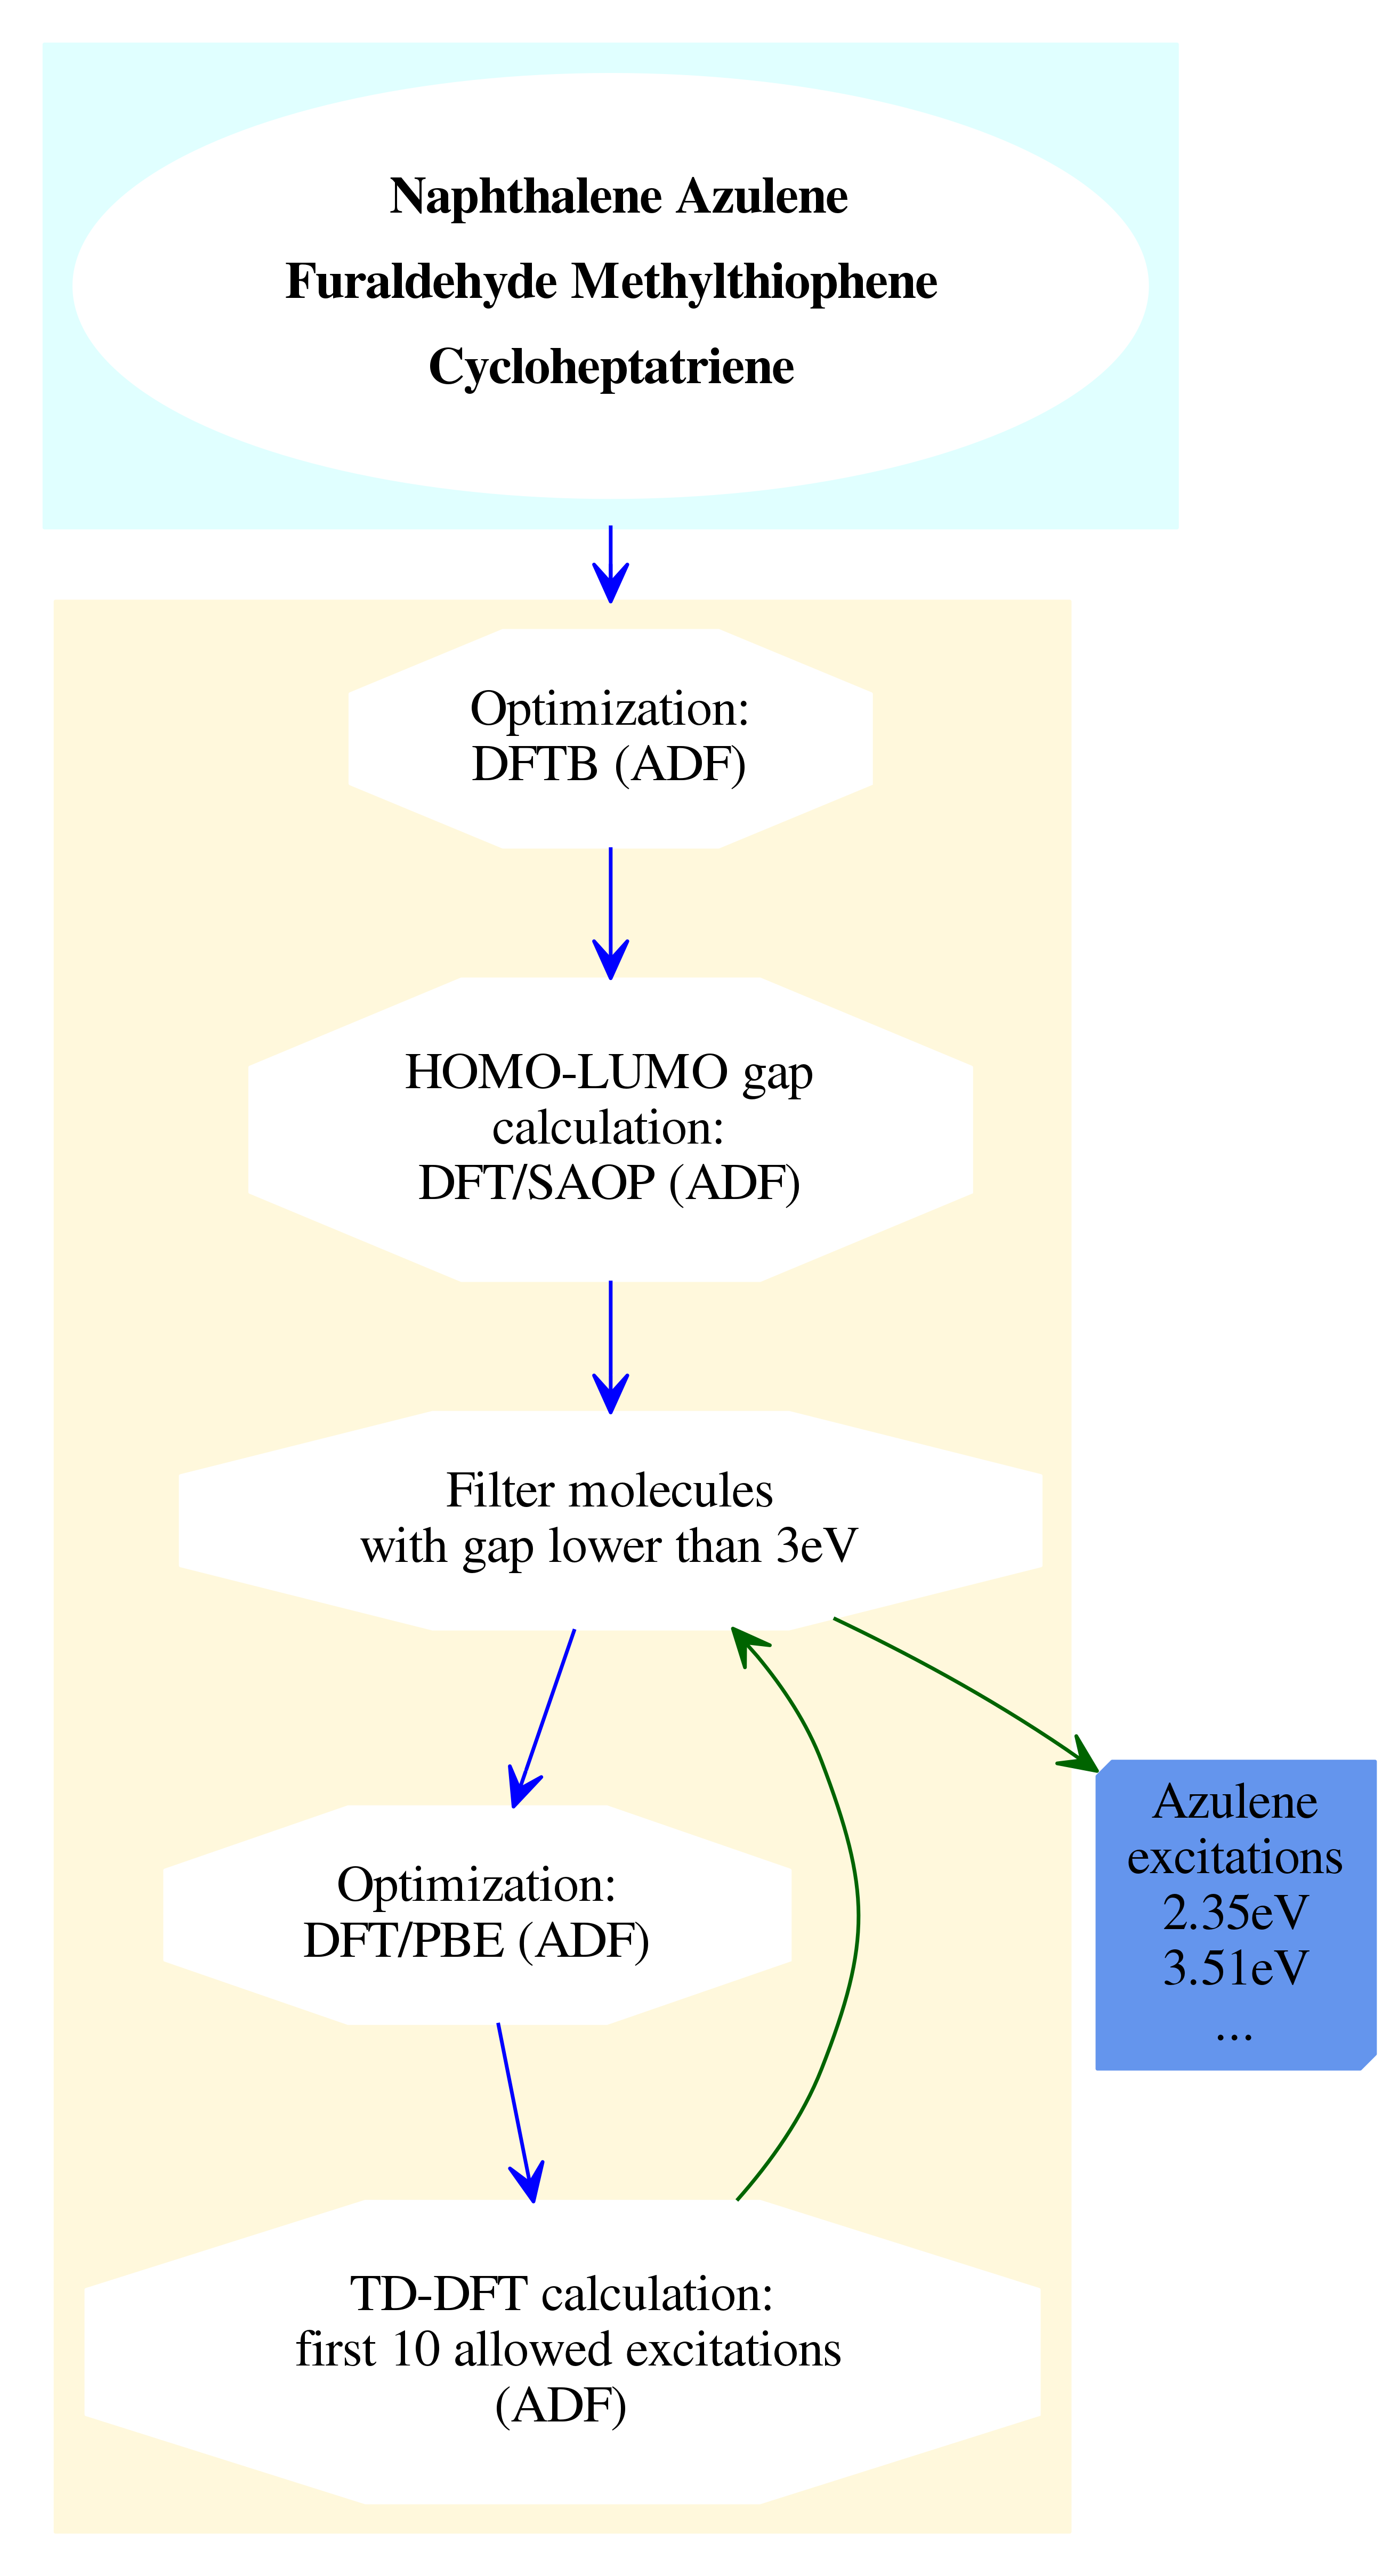 Naphthalene Azulene
Furaldehyde Methylthiophene
Cycloheptatriene
Optimization:
DFTB (ADF)
HOMO-LUMO gap
calculation:
DFT/SAOP (ADF)
Filter molecules
with gap lower than 3eV
Optimization:
DFT/PBE (ADF)
Azulene
excitations
2.35eV
3.51eV
...
TD-DFT calculation:
first 10 allowed excitations
(ADF)